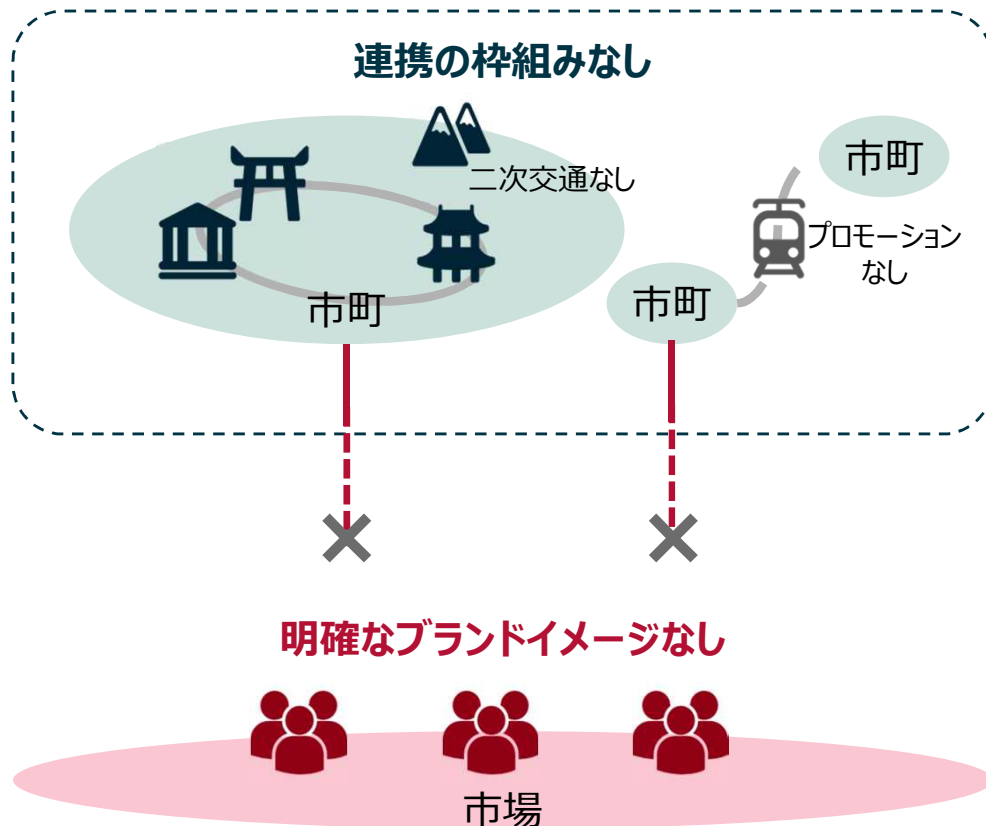 連携の枠組みなし
二次交通なし
市町
市町
プロモーション
なし
市町
明確なブランドイメージなし
市場